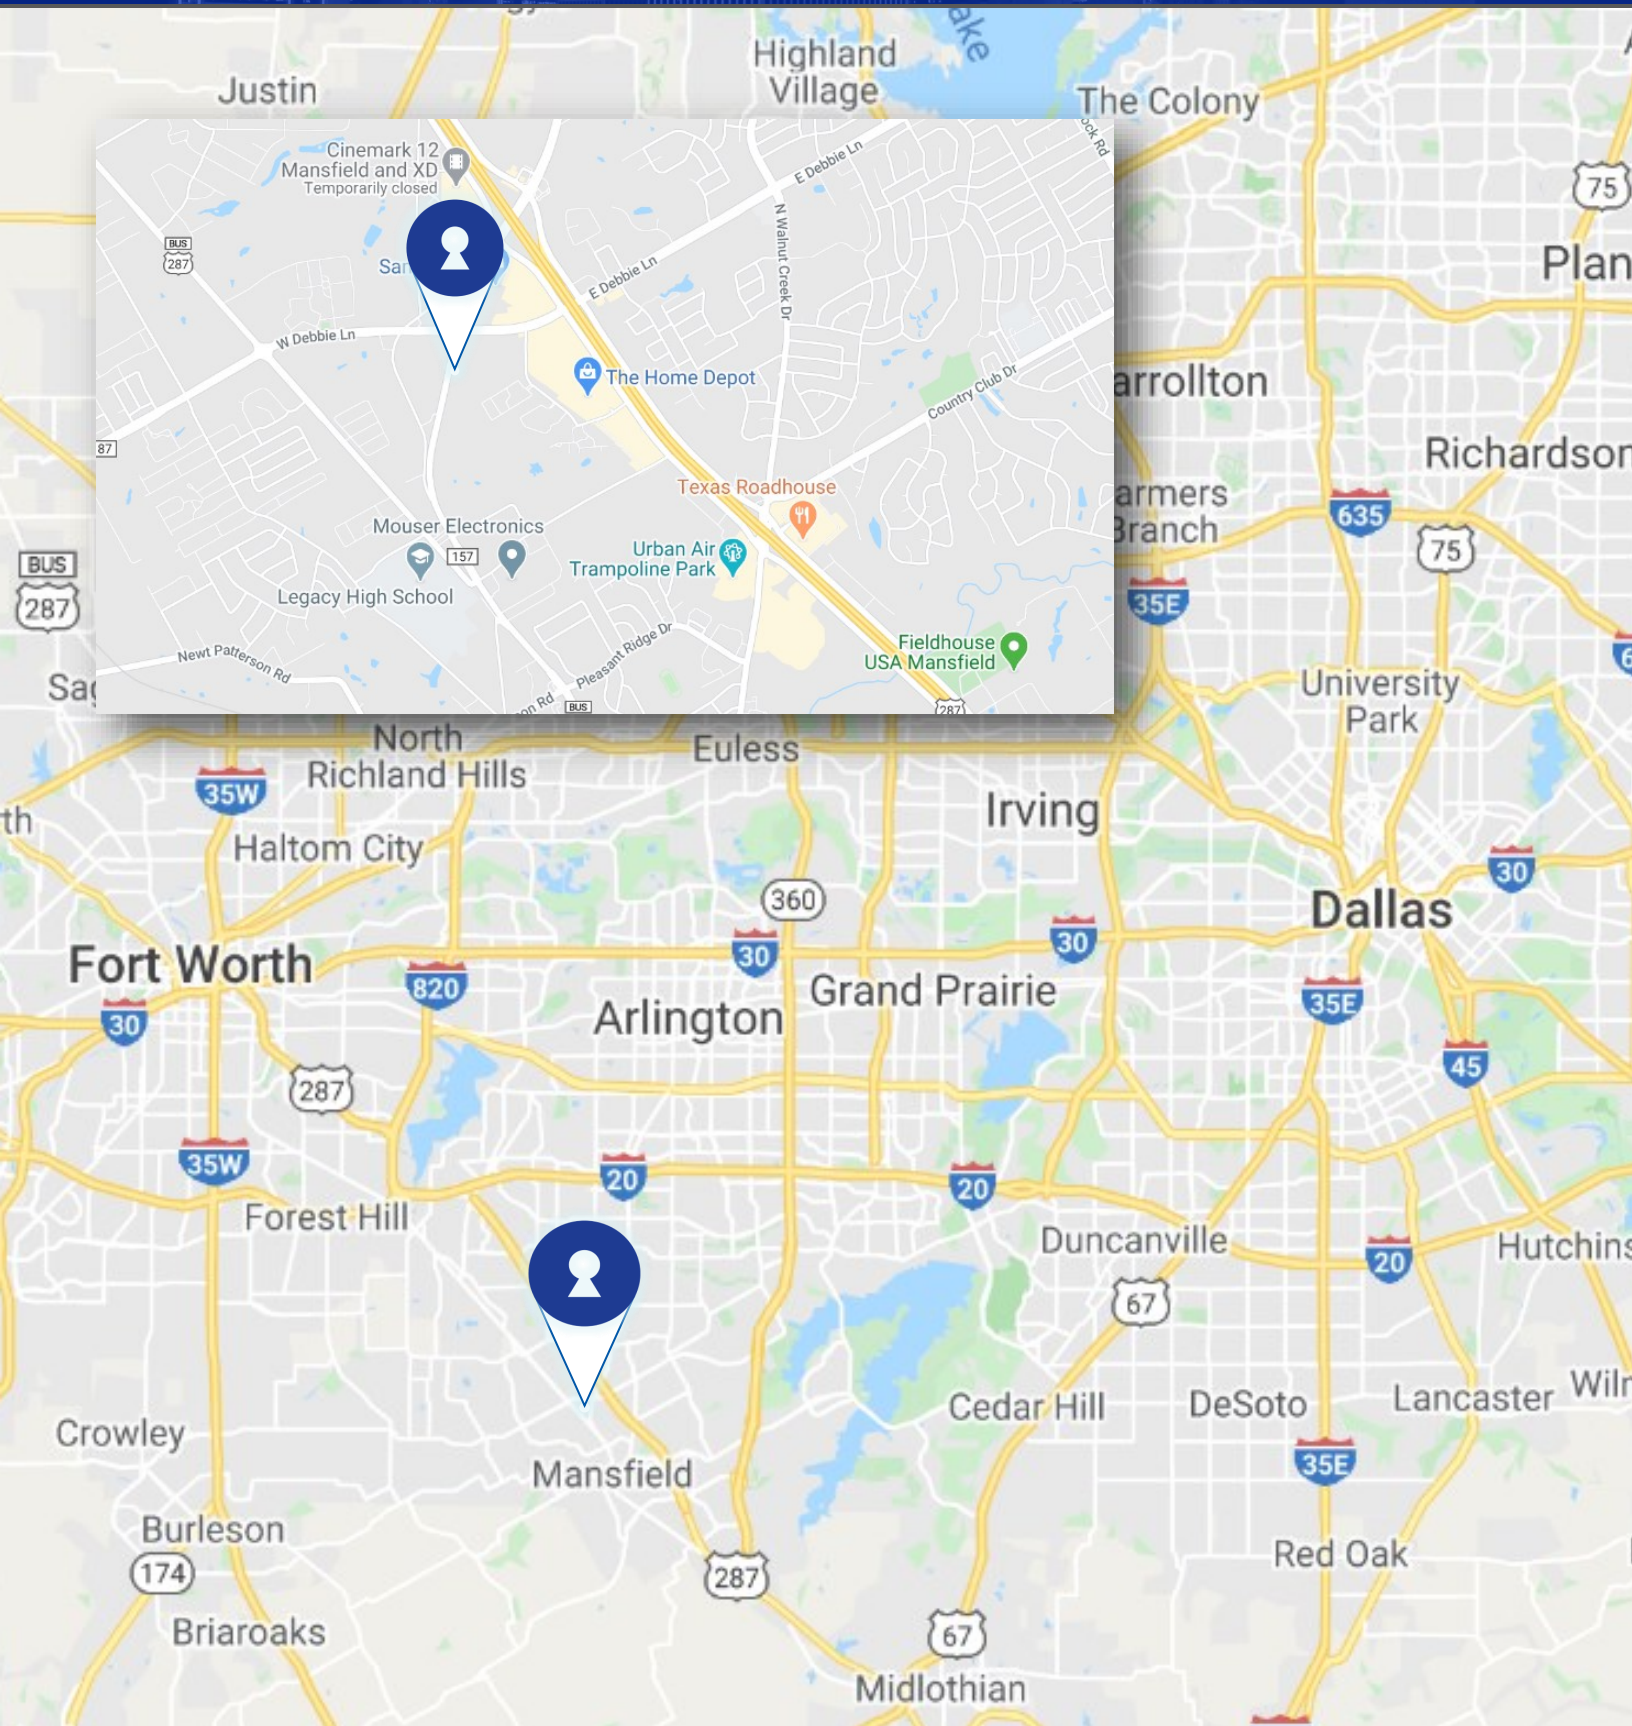 Highland
Village
Justin
The Colony
75
Cinemark 12
Mansfield and XD
Temporarily closed
E Debbie Ln
N Walnut Creek Dr
BUS
287
E Debbie Ln
W Debbie Ln
The Home Depot
Country Club Dr
87
Texas Roadhouse
Mouser Electronics
157
Urban Air
Trampoline Park
Legacy High School
Fieldhouse
USA Mansfield
Newt Patterson Rd
Pleasant Ridge Dr
BUS
287
Richardson
635
75
BUS
287
35E
University
Park
North
Richland Hills
Euless
35W
Irving
Haltom City
30
360
Dallas
30
30
Fort Worth
820
Grand Prairie
35E
Arlington
30
45
287
35W
20
20
Forest Hill
Duncanville
Hutchins
20
67
Cedar Hill
DeSoto
Lancaster
Crowley
35E
Mansfield
Burleson
Red Oak
174
287
Briaroaks
67
Midlothian